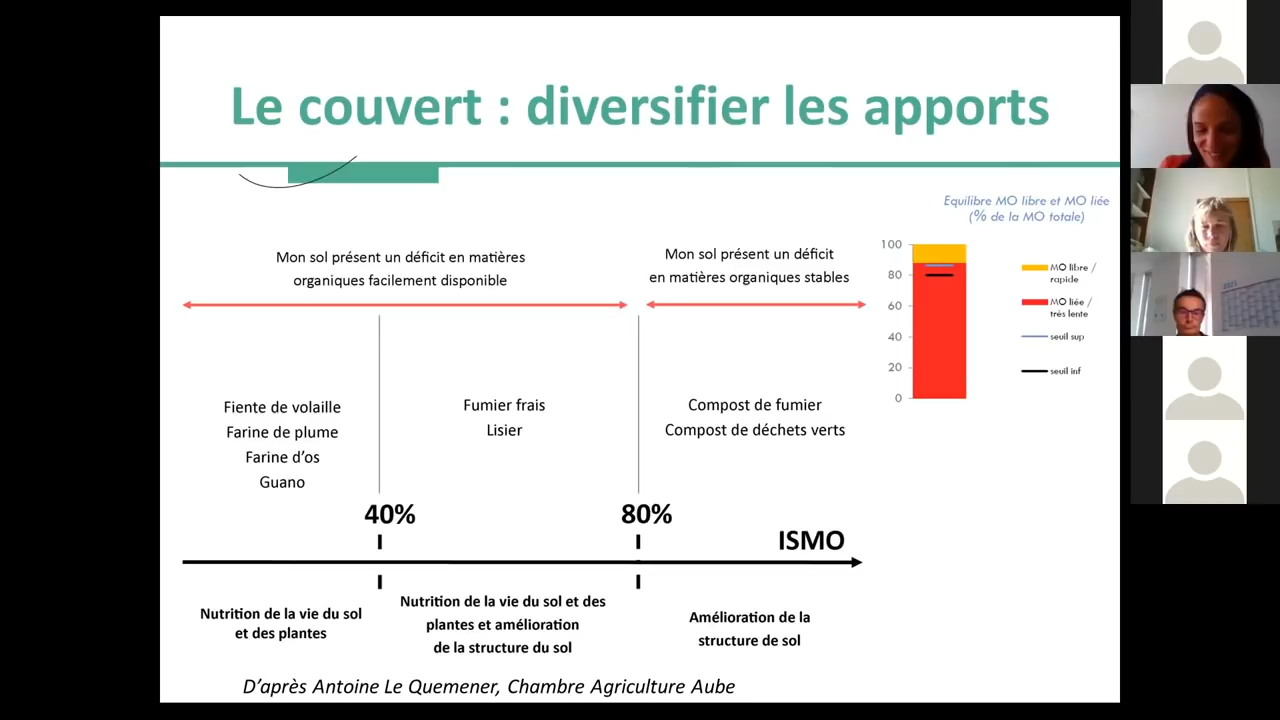 Le couvert : diversifier les apports
Equilibre MO libre et MO liée
(% de la MO totale)
Mon sol présent un déficit en matières
organiques facilement disponible
Mon sol présent un déficit
en matières organiques stables
100
80
60
40
20
0
MO libre /
rapide
MO liée /
très lente
seuil sup
seuil inf
Fiente de volaille
Farine de plume
Farine d'os
Guano
Fumier frais
Lisier
Compost de fumier
Compost de déchets verts
40%
80%
ISMO
Nutrition de la vie du sol
et des plantes
Nutrition de la vie du sol et des
plantes et amélioration
de la structure du sol
Amélioration de la
structure de sol
D'après Antoine Le Quemener, Chambre Agriculture Aube